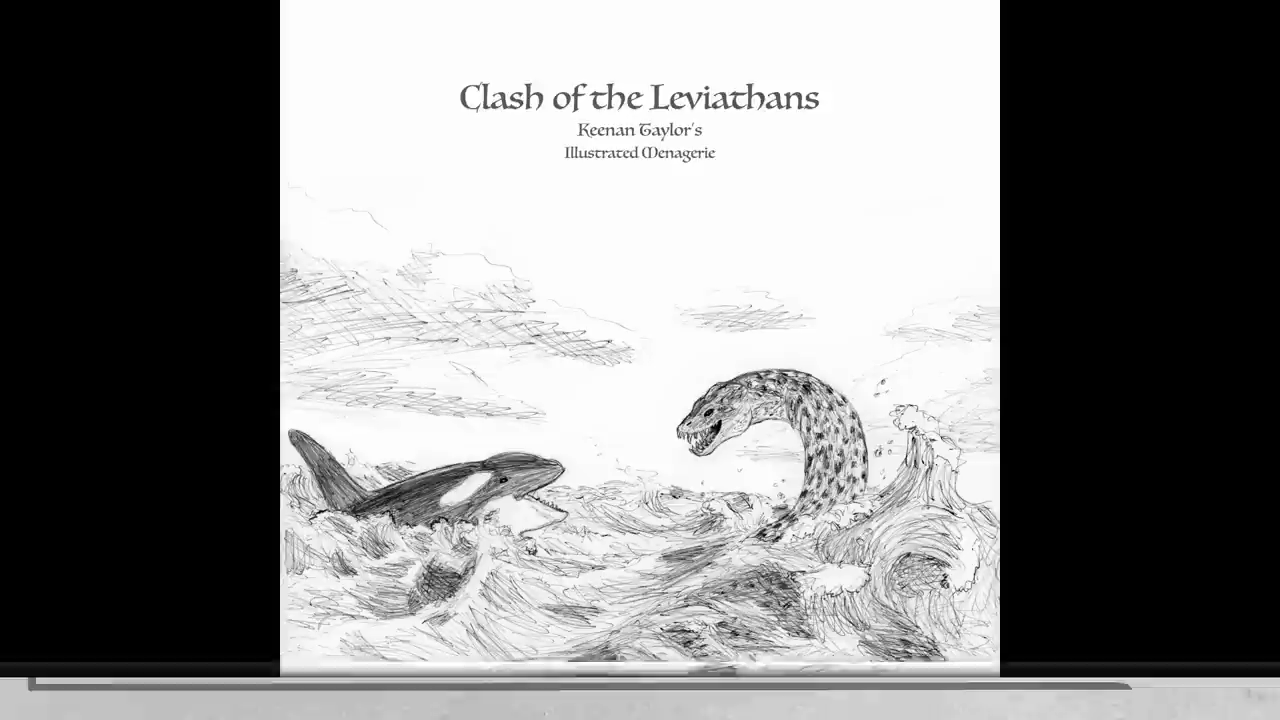 Clash of the Leviathans
Keenan Taylor's
Illustrated Menagerie